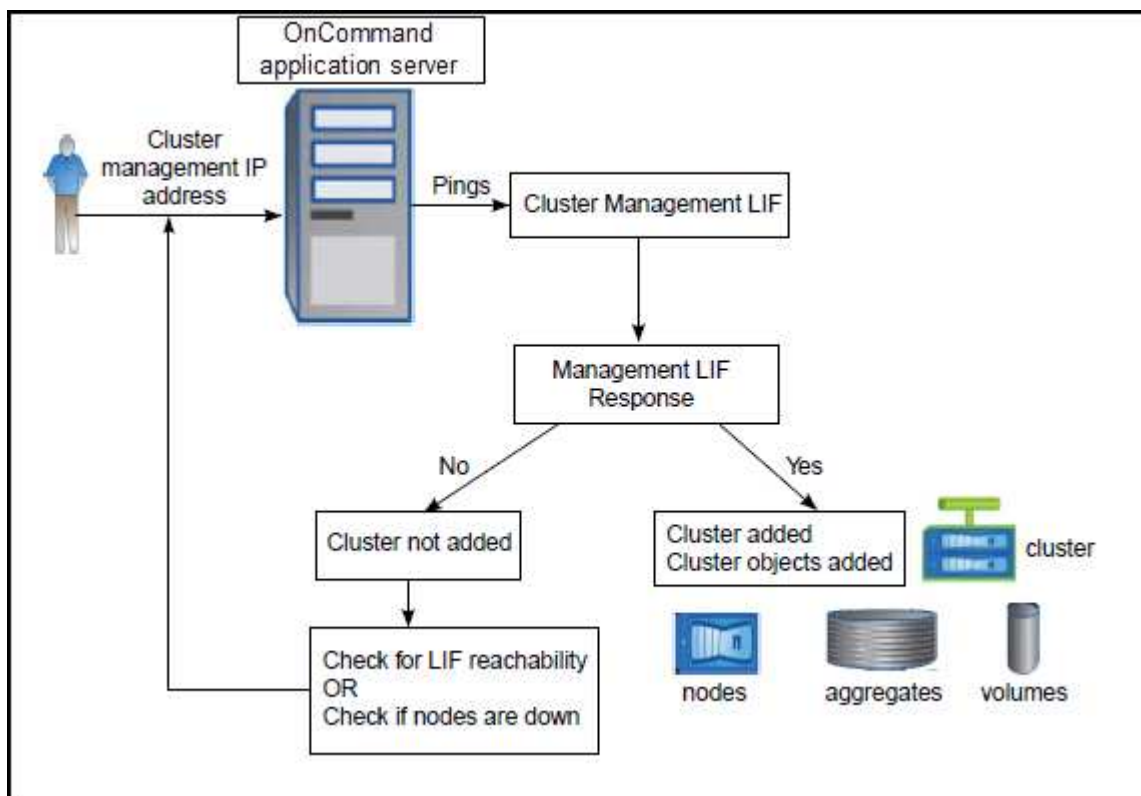 OnCommand
application server
Cluster
management IP
address
Pings
Cluster Management LIF
Management LIF
Response
No
Yes
Cluster not added
Cluster added
Cluster objects added
cluster
Check for LIF reachability
OR
Check if nodes are down
nodes
aggregates
volumes